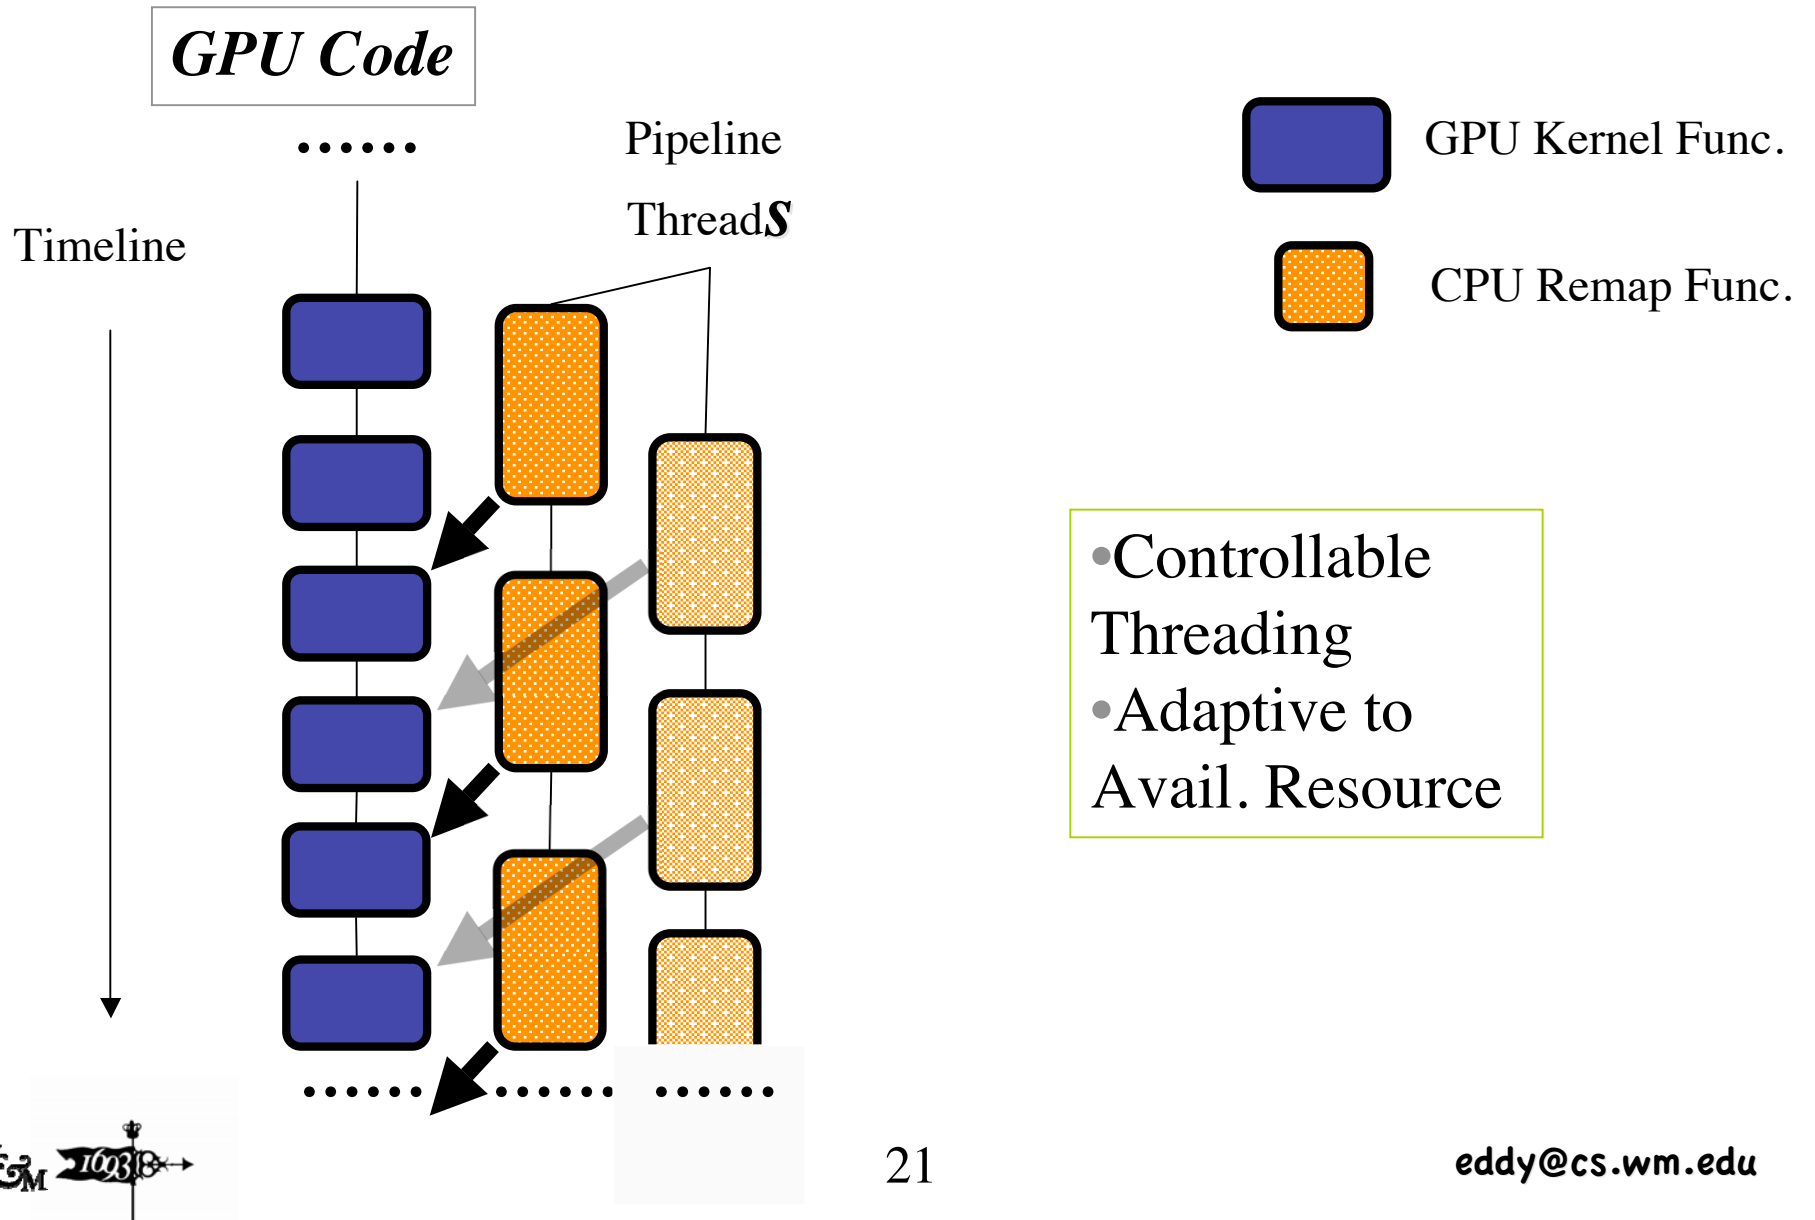 GPU Code
......
Pipeline
Threads
Timeline
GPU Kernel Func.
CPU Remap Func.
•Controllable
Threading
•Adaptive to
Avail. Resource
...... ...... ......
&M
1693
21
eddy@cs.wm.edu